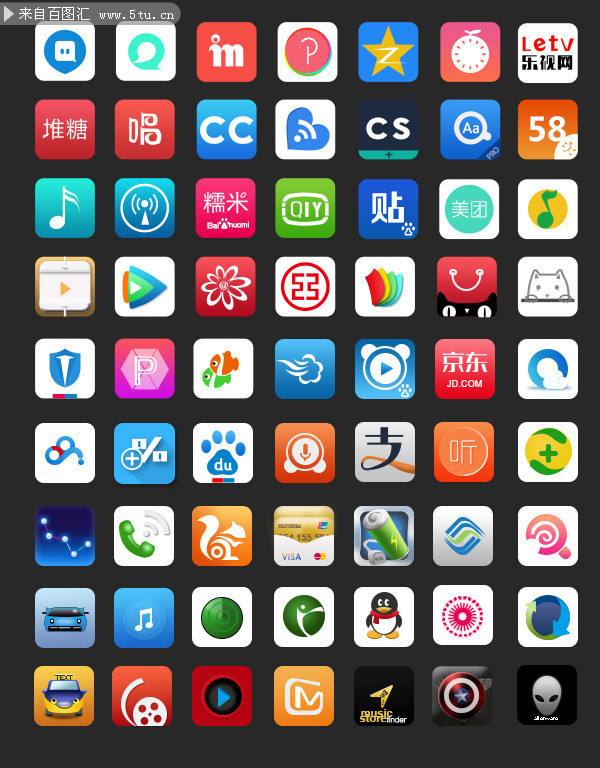 来自百图汇 www.5tu.cn
in
P
Z
Letv
乐视网
堆糖
唱
CC
CS
+
Aa
PRO
58
糯米
Bai nuomi
QIY
贴
美团
P
京东
JD.COM
du
支
听
VISA
TEXT
M
music
store finder
alienware